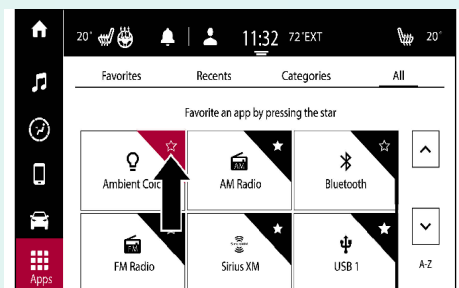 20° 11:32 72°EXT 20°
Favorites Recents Categories All
Favorite an app by pressing the star
Ambient AM Radio Bluetooth
FM Radio Sirius XM USB 1 A-Z
Apps